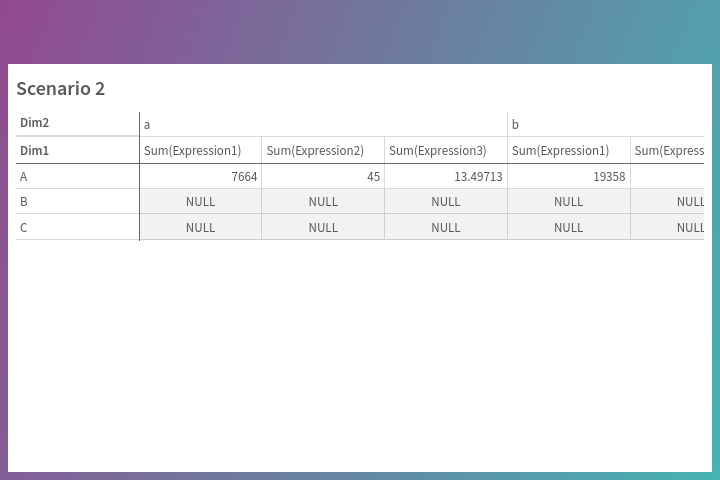 Scenario 2
Dim2 a b
Dim1 Sum(Expression1) Sum(Expression2) Sum(Expression3) Sum(Expression1) Sum(Express
A 7664 45 13.49713 19358
B NULL NULL NULL NULL NULL
C NULL NULL NULL NULL NULL